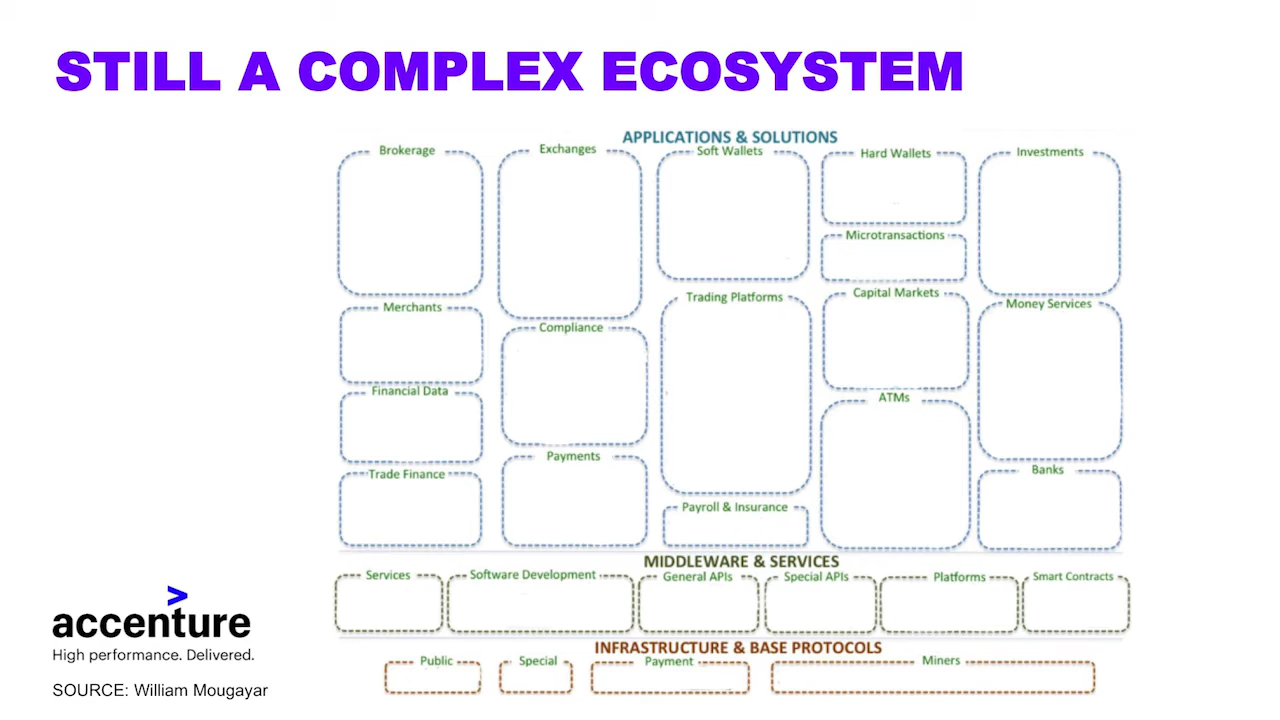 STILL A COMPLEX ECOSYSTEM
APPLICATIONS & SOLUTIONS
Brokerage
Exchanges
Soft Wallets
Hard Wallets
Investments
Microtransactions
Merchants
Compliance
Trading Platforms
Capital Markets
Money Services
Financial Data
ATMs
Trade Finance
Payments
Payroll & Insurance
Banks
MIDDLEWARE & SERVICES
Services
Software Development
General APIs
Special APIs
Platforms
Smart Contracts
INFRASTRUCTURE & BASE PROTOCOLS
Public
Special
Payment
Miners
>
accenture
High performance. Delivered.
SOURCE: William Mougayar